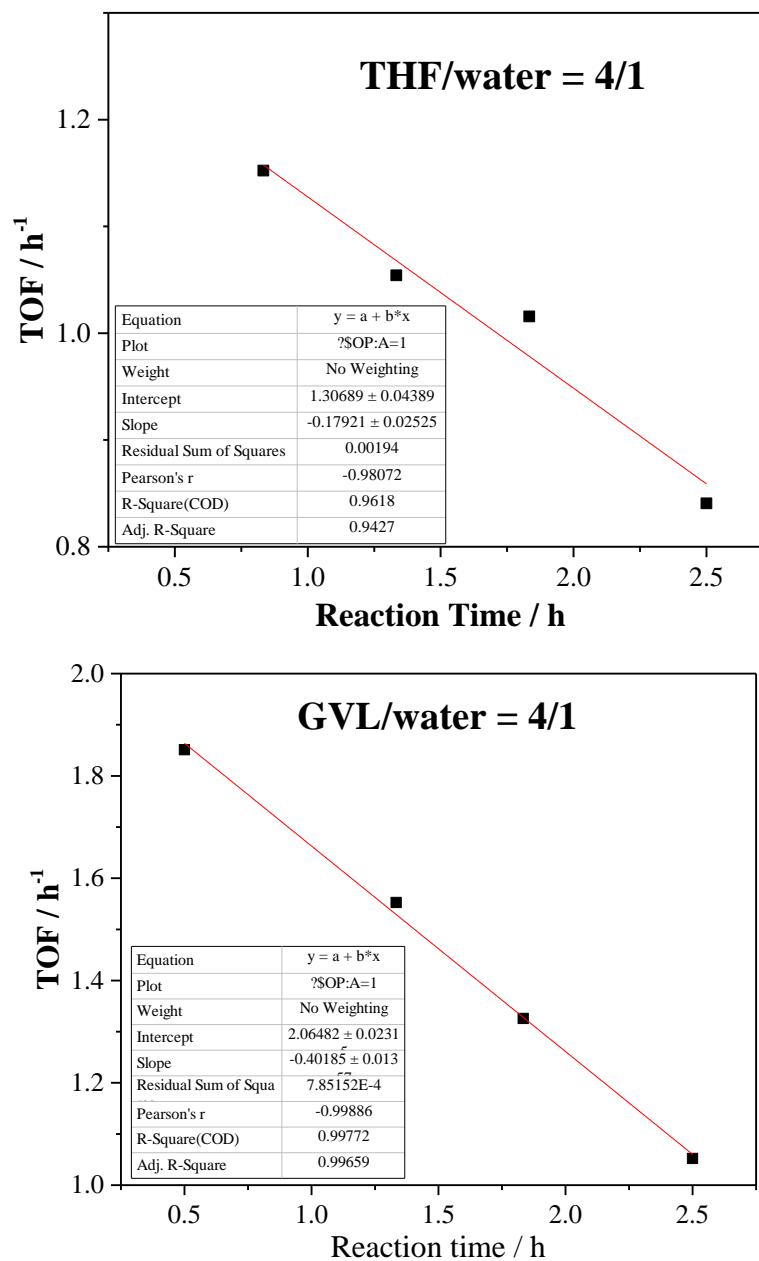 THF/water = 4/1
1.2
1.0
0.8
TOF / h-1
Equation y = a + b*x
Plot ?$OP:A=1
Weight No Weighting
Intercept 1.30689 ± 0.04389
Slope -0.17921 ± 0.02525
Residual Sum of Squares 0.00194
Pearson's r -0.98072
R-Square(COD) 0.9618
Adj. R-Square 0.9427
0.5 1.0 1.5 2.0 2.5
Reaction Time / h
GVL/water = 4/1
2.0
1.8
1.6
1.4
1.2
1.0
TOF / h-1
Equation y = a + b*x
Plot ?$OP:A=1
Weight No Weighting
Intercept 2.06482 ± 0.0231
Slope -0.40185 ± 0.013
Residual Sum of Squa 7.85152E-4
Pearson's r -0.99886
R-Square(COD) 0.99772
Adj. R-Square 0.99659
0.5 1.0 1.5 2.0 2.5
Reaction time / h